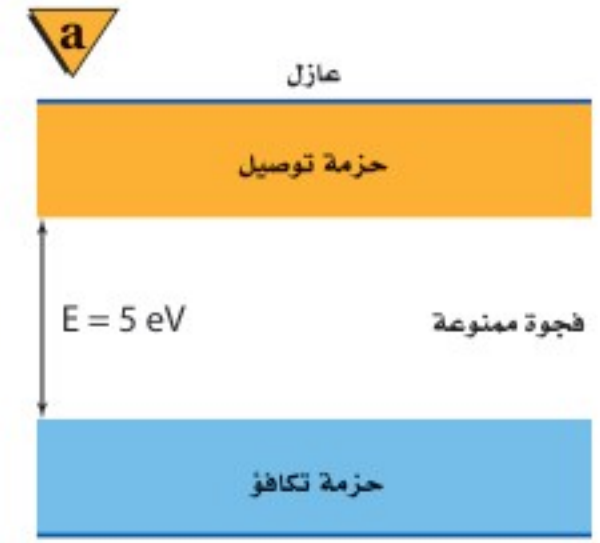 a
عازل
حزمة توصيل
E = 5 eV
فجوة ممنوعة
حزمة تكافؤ